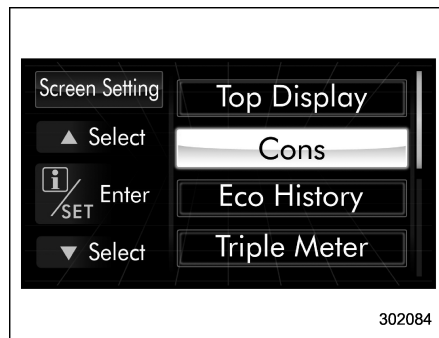 Screen Setting
▲ Select
i/SET Enter
▼ Select
Top Display
Cons
Eco History
Triple Meter
302084